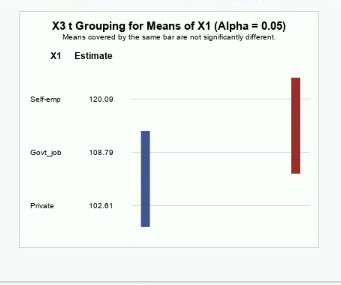 X3 t Grouping for Means of X1 (Alpha = 0.05)
Means covered by the same bar are not significantly different.
X1 Estimate
Self-emp 120.09
Govt_job 108.79
Private 102.61